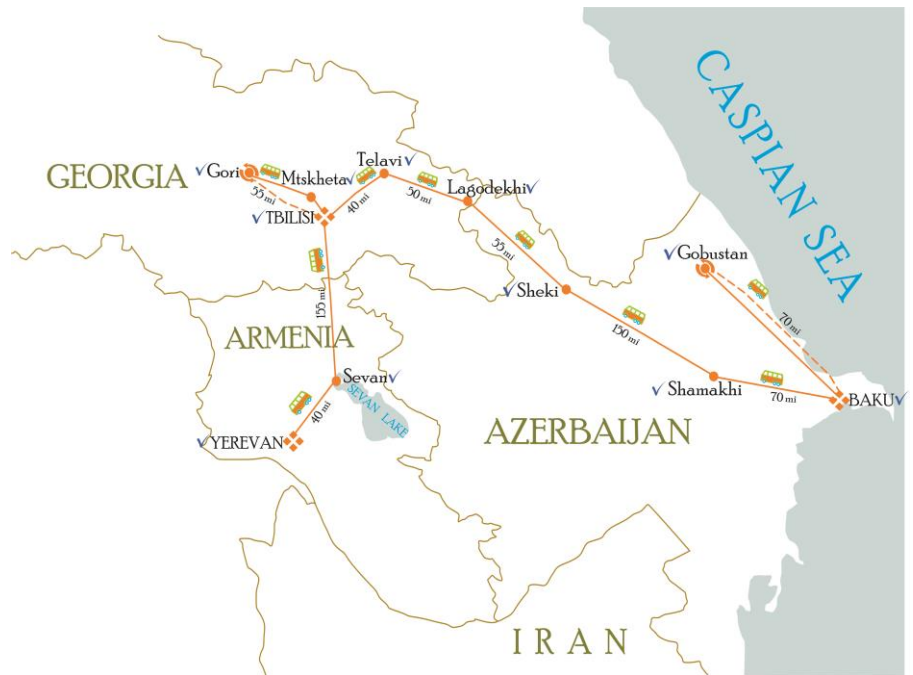 CASPIAN SEA
GEORGIA
Gori
Mtskheta
Telavi
Lagodekhi
55 mi
TBILISI
40 mi
50 mi
55 mi
Gobustan
Sheki
155 mi
150 mi
70 mi
ARMENIA
Sevan
SEVAN LAKE
40 mi
YEREVAN
Shamakhi
70 mi
BAKU
AZERBAIJAN
IRAN